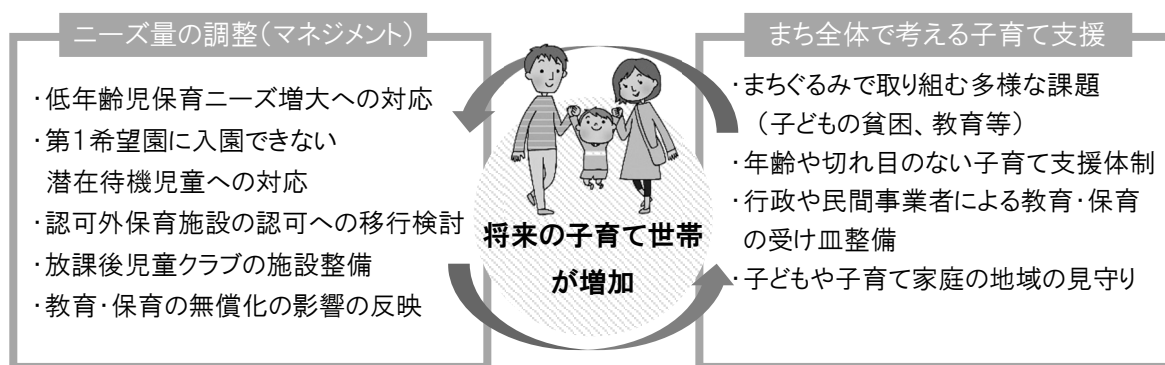 ニーズ量の調整(マネジメント)
・低年齢児保育ニーズ増大への対応
・第1希望園に入園できない
潜在待機児童への対応
・認可外保育施設の認可への移行検討
・放課後児童クラブの施設整備
・教育・保育の無償化の影響の反映
将来の子育て世帯
が増加
まち全体で考える子育て支援
・まちぐるみで取り組む多様な課題
(子どもの貧困、教育等)
・年齢や切れ目のない子育て支援体制
・行政や民間事業者による教育・保育
の受け皿整備
・子どもや子育て家庭の地域の見守り